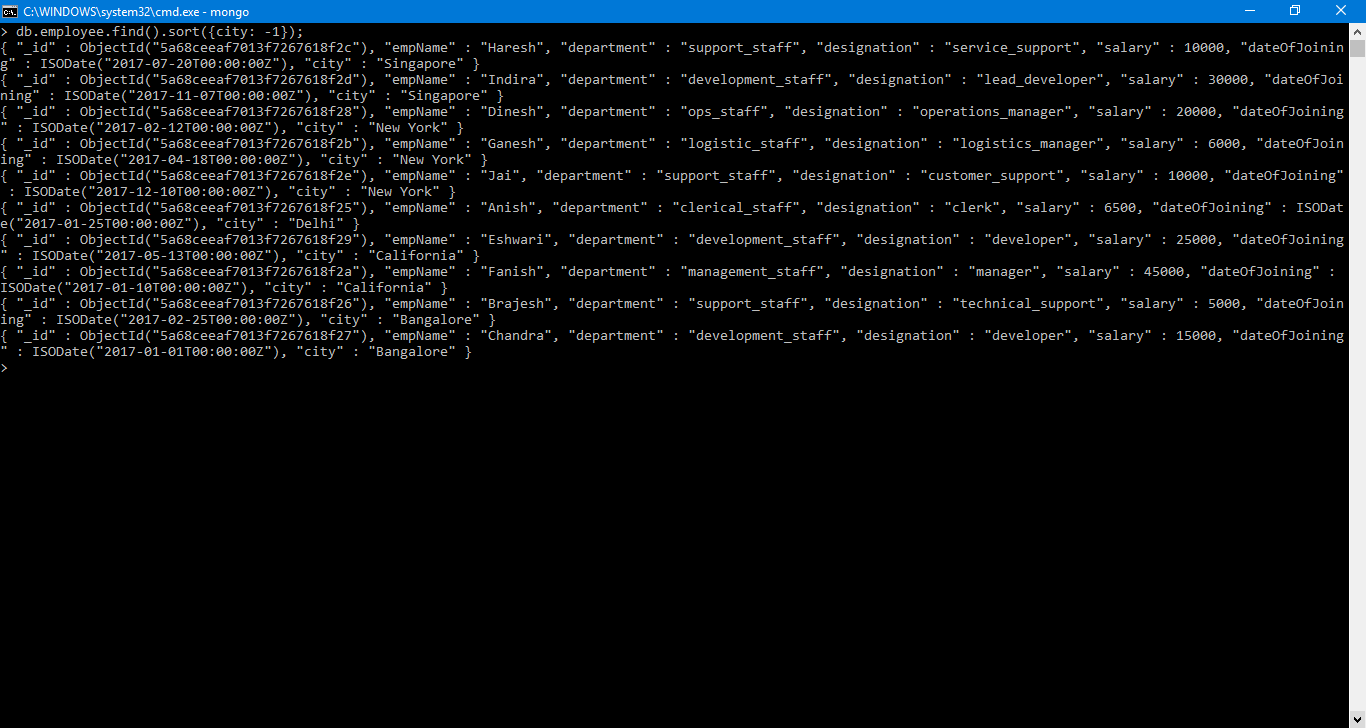 C:\WINDOWS\system32\cmd.exe - mongo
> db.employee.find().sort({city: -1});
{ "_id" : ObjectId("5a68ceeaf7013f7267618f2c"), "empName" : "Haresh", "department" : "support_staff", "designation" : "service_support", "salary" : 10000, "dateOfJoinin
g" : ISODate("2017-07-20T00:00:00Z"), "city" : "Singapore" }
{ "_id" : ObjectId("5a68ceeaf7013f7267618f2d"), "empName" : "Indira", "department" : "development_staff", "designation" : "lead_developer", "salary" : 30000, "dateOfJoi
ning" : ISODate("2017-11-07T00:00:00Z"), "city" : "Singapore" }
{ "_id" : ObjectId("5a68ceeaf7013f7267618f28"), "empName" : "Dinesh", "department" : "ops_staff", "designation" : "operations_manager", "salary" : 20000, "dateOfJoining
" : ISODate("2017-02-12T00:00:00Z"), "city" : "New York" }
{ "_id" : ObjectId("5a68ceeaf7013f7267618f2b"), "empName" : "Ganesh", "department" : "logistic_staff", "designation" : "logistics_manager", "salary" : 6000, "dateOfJoin
ing" : ISODate("2017-04-18T00:00:00Z"), "city" : "New York" }
{ "_id" : ObjectId("5a68ceeaf7013f7267618f2e"), "empName" : "Jai", "department" : "support_staff", "designation" : "customer_support", "salary" : 10000, "dateOfJoining"
 : ISODate("2017-12-10T00:00:00Z"), "city" : "New York" }
{ "_id" : ObjectId("5a68ceeaf7013f7267618f25"), "empName" : "Anish", "department" : "clerical_staff", "designation" : "clerk", "salary" : 6500, "dateOfJoining" : ISODat
e("2017-01-25T00:00:00Z"), "city" : "Delhi" }
{ "_id" : ObjectId("5a68ceeaf7013f7267618f29"), "empName" : "Eshwari", "department" : "development_staff", "designation" : "developer", "salary" : 25000, "dateOfJoining
" : ISODate("2017-05-13T00:00:00Z"), "city" : "California" }
{ "_id" : ObjectId("5a68ceeaf7013f7267618f2a"), "empName" : "Fanish", "department" : "management_staff", "designation" : "manager", "salary" : 45000, "dateOfJoining" :
ISODate("2017-01-10T00:00:00Z"), "city" : "California" }
{ "_id" : ObjectId("5a68ceeaf7013f7267618f26"), "empName" : "Brajesh", "department" : "support_staff", "designation" : "technical_support", "salary" : 5000, "dateOfJoin
ing" : ISODate("2017-02-25T00:00:00Z"), "city" : "Bangalore" }
{ "_id" : ObjectId("5a68ceeaf7013f7267618f27"), "empName" : "Chandra", "department" : "development_staff", "designation" : "developer", "salary" : 15000, "dateOfJoining
" : ISODate("2017-01-01T00:00:00Z"), "city" : "Bangalore" }
>